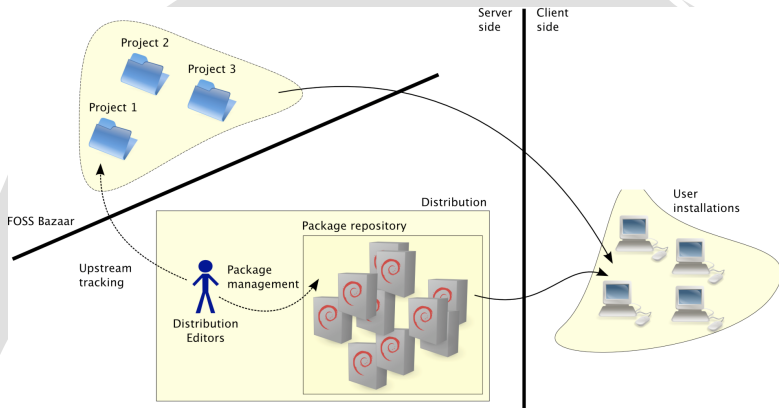 Server
side
Client
side
Project 2
Project 3
Project 1
FOSS Bazaar
Distribution
Package repository
Upstream
tracking
Package
management
Distribution
Editors
User
installations